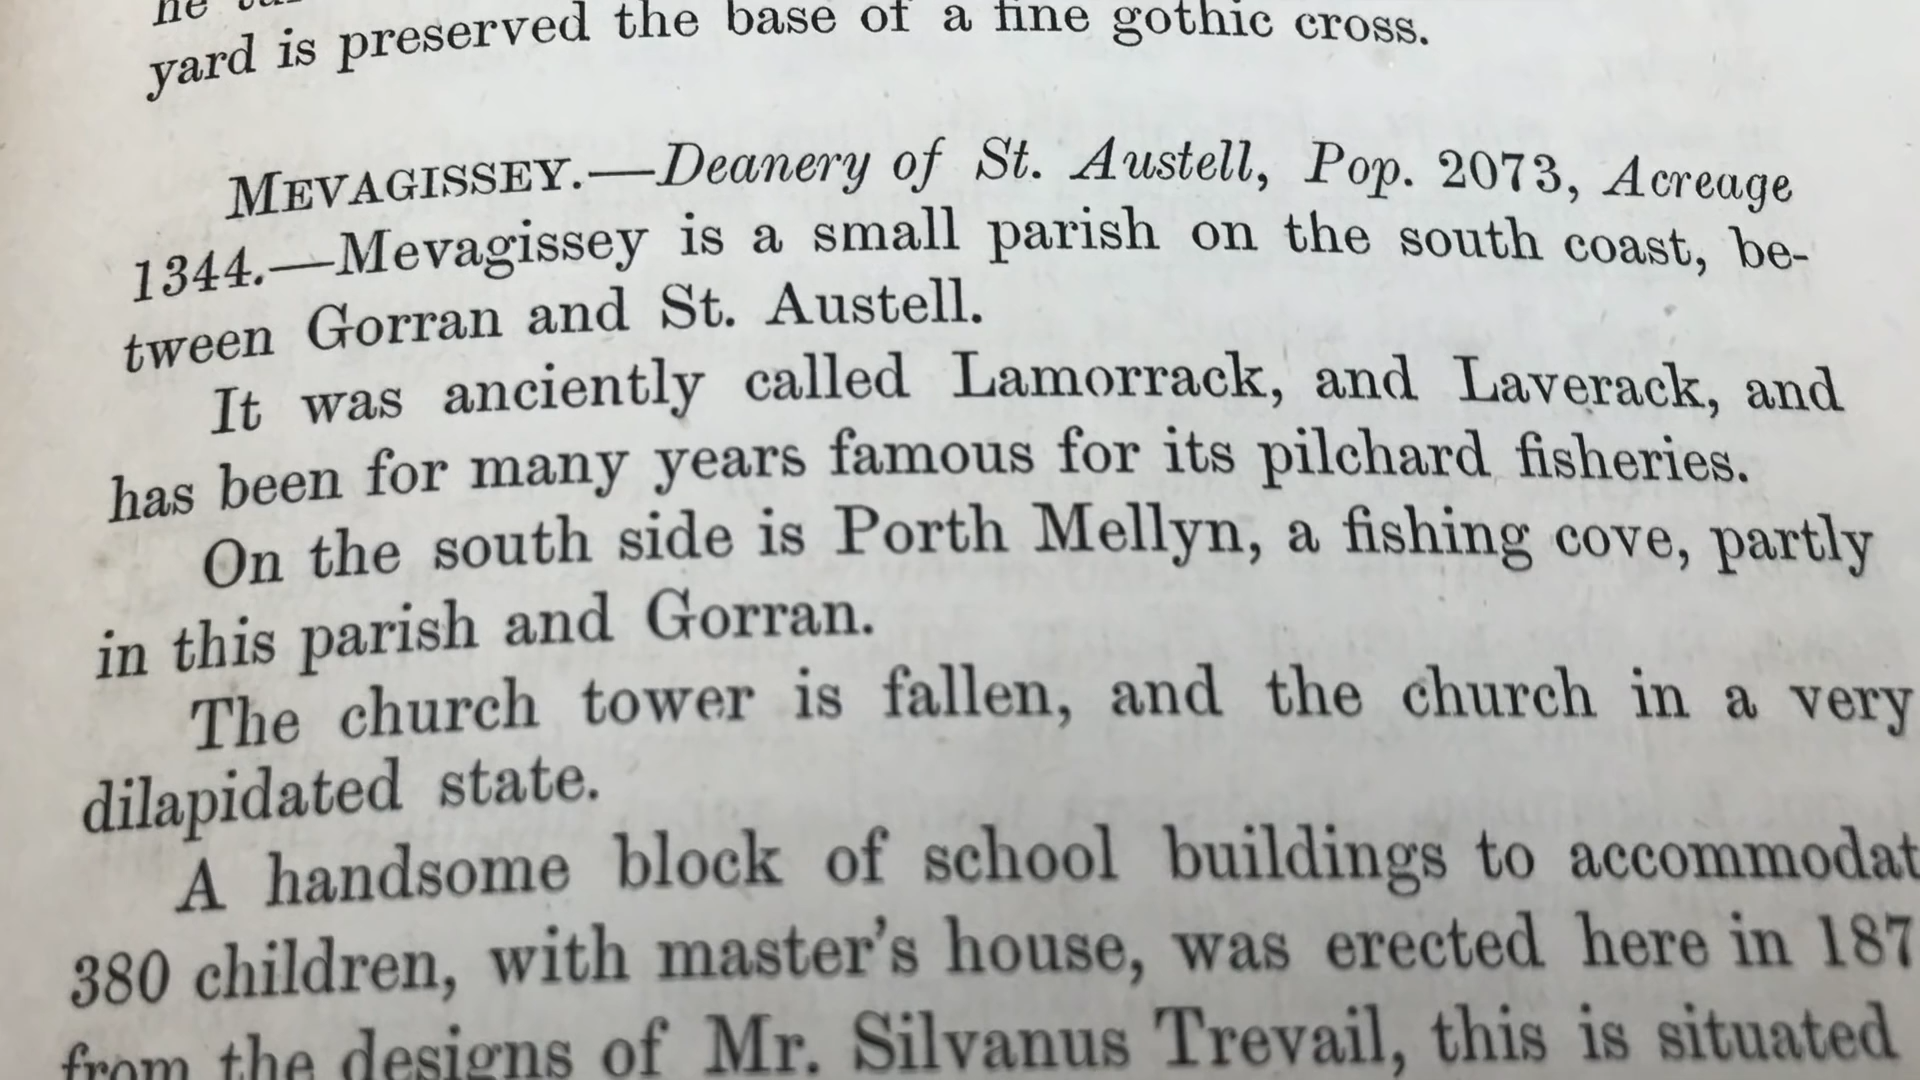 he
yard is preserved the base of a fine gothic cross.
MEVAGISSEY.—Deanery of St. Austell, Pop. 2073, Acreage
1344.—Mevagissey is a small parish on the south coast, be-
tween Gorran and St. Austell.
It was anciently called Lamorrack, and Laverack, and
has been for many years famous for its pilchard fisheries.
On the south side is Porth Mellyn, a fishing cove, partly
in this parish and Gorran.
The church tower is fallen, and the church in a very
dilapidated state.
A handsome block of school buildings to accommodat
380 children, with master's house, was erected here in 187
from the designs of Mr. Silvanus Trevail, this is situated